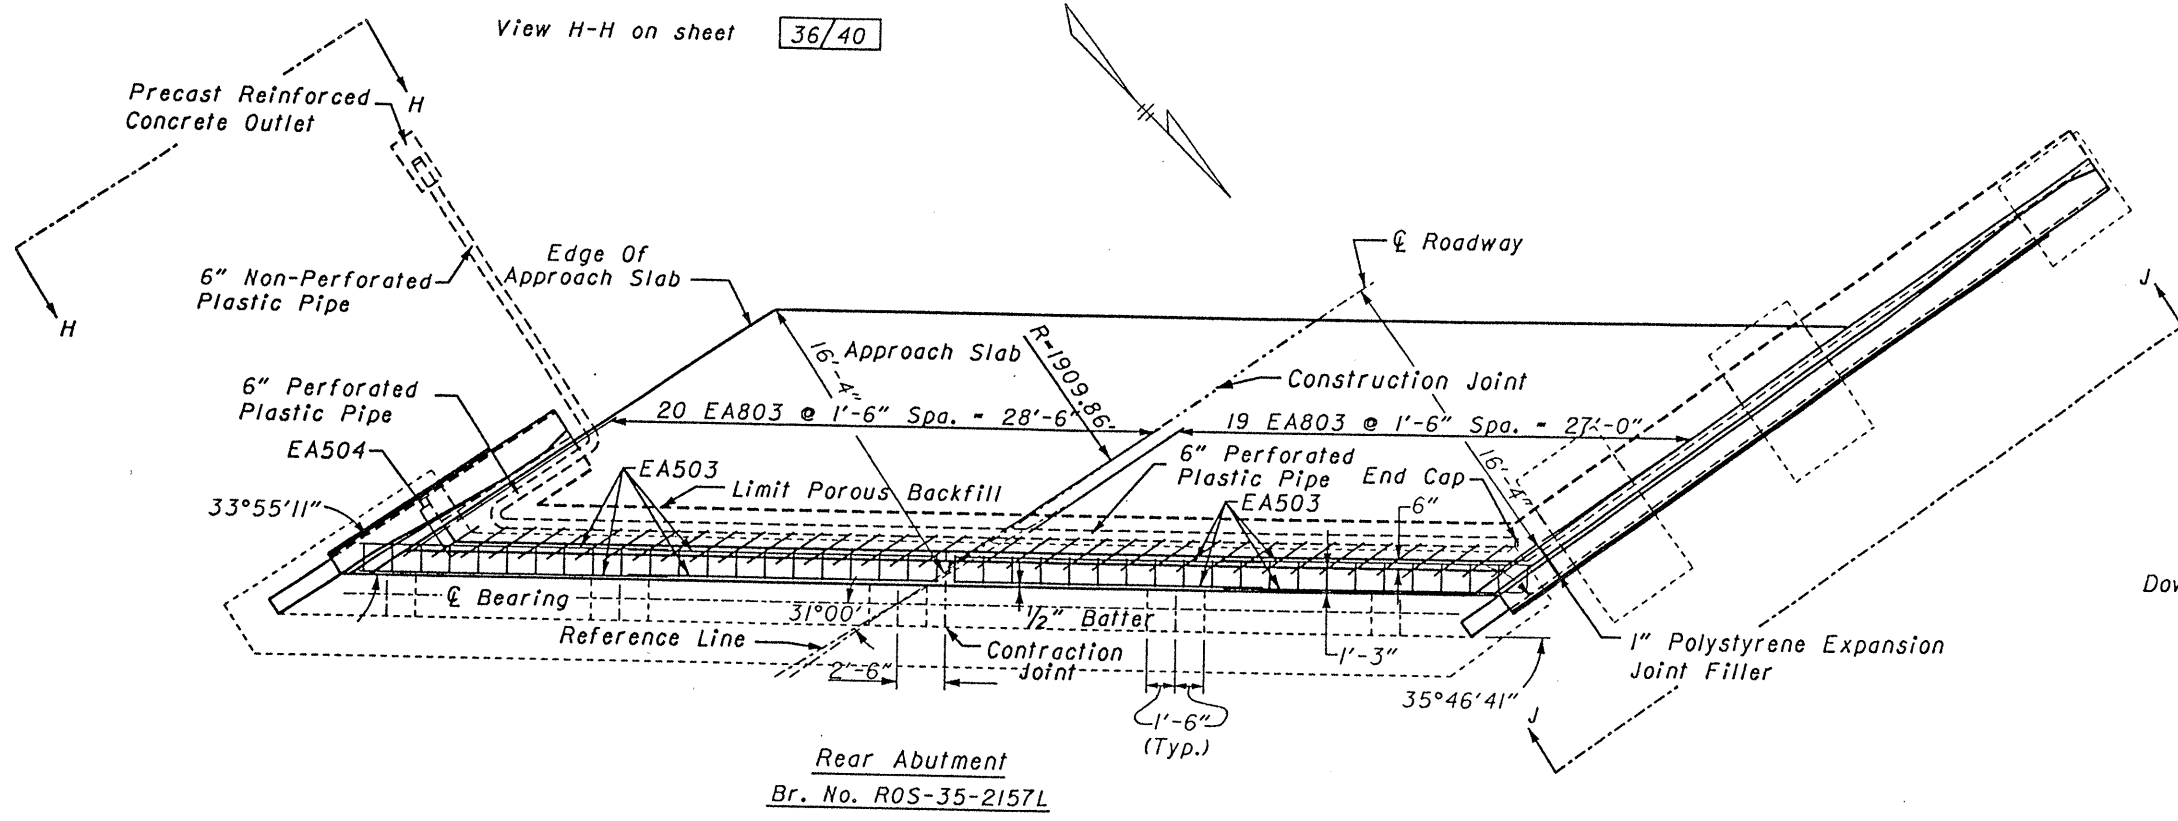 View H-H on sheet 36/40
Precast Reinforced
Concrete Outlet
H
H
6" Non-Perforated
Plastic Pipe
Edge Of
Approach Slab
℄ Roadway
J
16'-4"
Approach Slab
R=1909.86
Construction Joint
6" Perforated
Plastic Pipe
20 EA803 @ 1'-6" Spa. = 28'-6"
19 EA803 @ 1'-6" Spa. = 27'-0"
EA504
EA503
6" Perforated
Plastic Pipe
End Cap
16'-4"
Limit Porous Backfill
EA503
6"
33°55'11"
℄ Bearing
31°00'
1/2" Batter
Reference Line
Contraction
Joint
2'-6"
1'-3"
1" Polystyrene Expansion
Joint Filler
35°46'41"
J
1'-6"
(Typ.)
Rear Abutment
Br. No. ROS-35-2157L